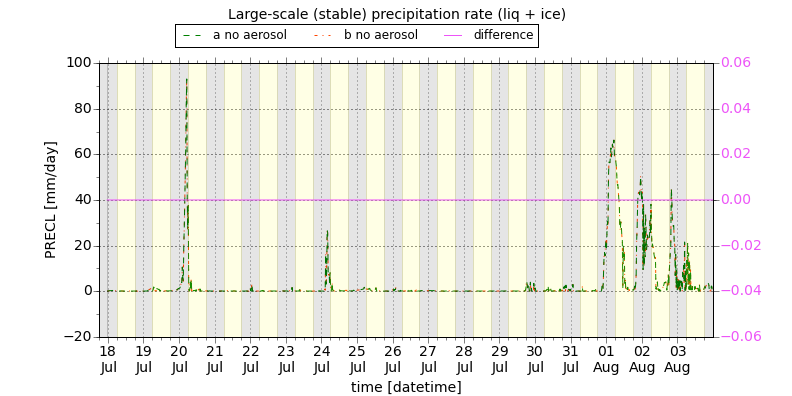 Large-scale (stable) precipitation rate (liq + ice)
a no aerosol b no aerosol difference
100 0.06
80 0.04
60 0.02
40 0.00
20 −0.02
0 −0.04
−20 −0.06
PRECL [mm/day]
18 19 20 21 22 23 24 25 26 27 28 29 30 31 01 02 03
Jul Jul Jul Jul Jul Jul Jul Jul Jul Jul Jul Jul Jul Jul Aug Aug Aug
time [datetime]